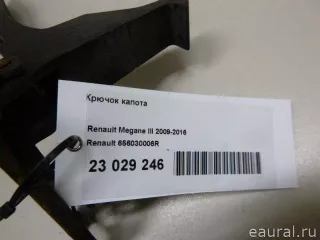 Крючок капота
Renault Megane III 2009-2016
Renault 656030006R
23 029 246
eaural.ru